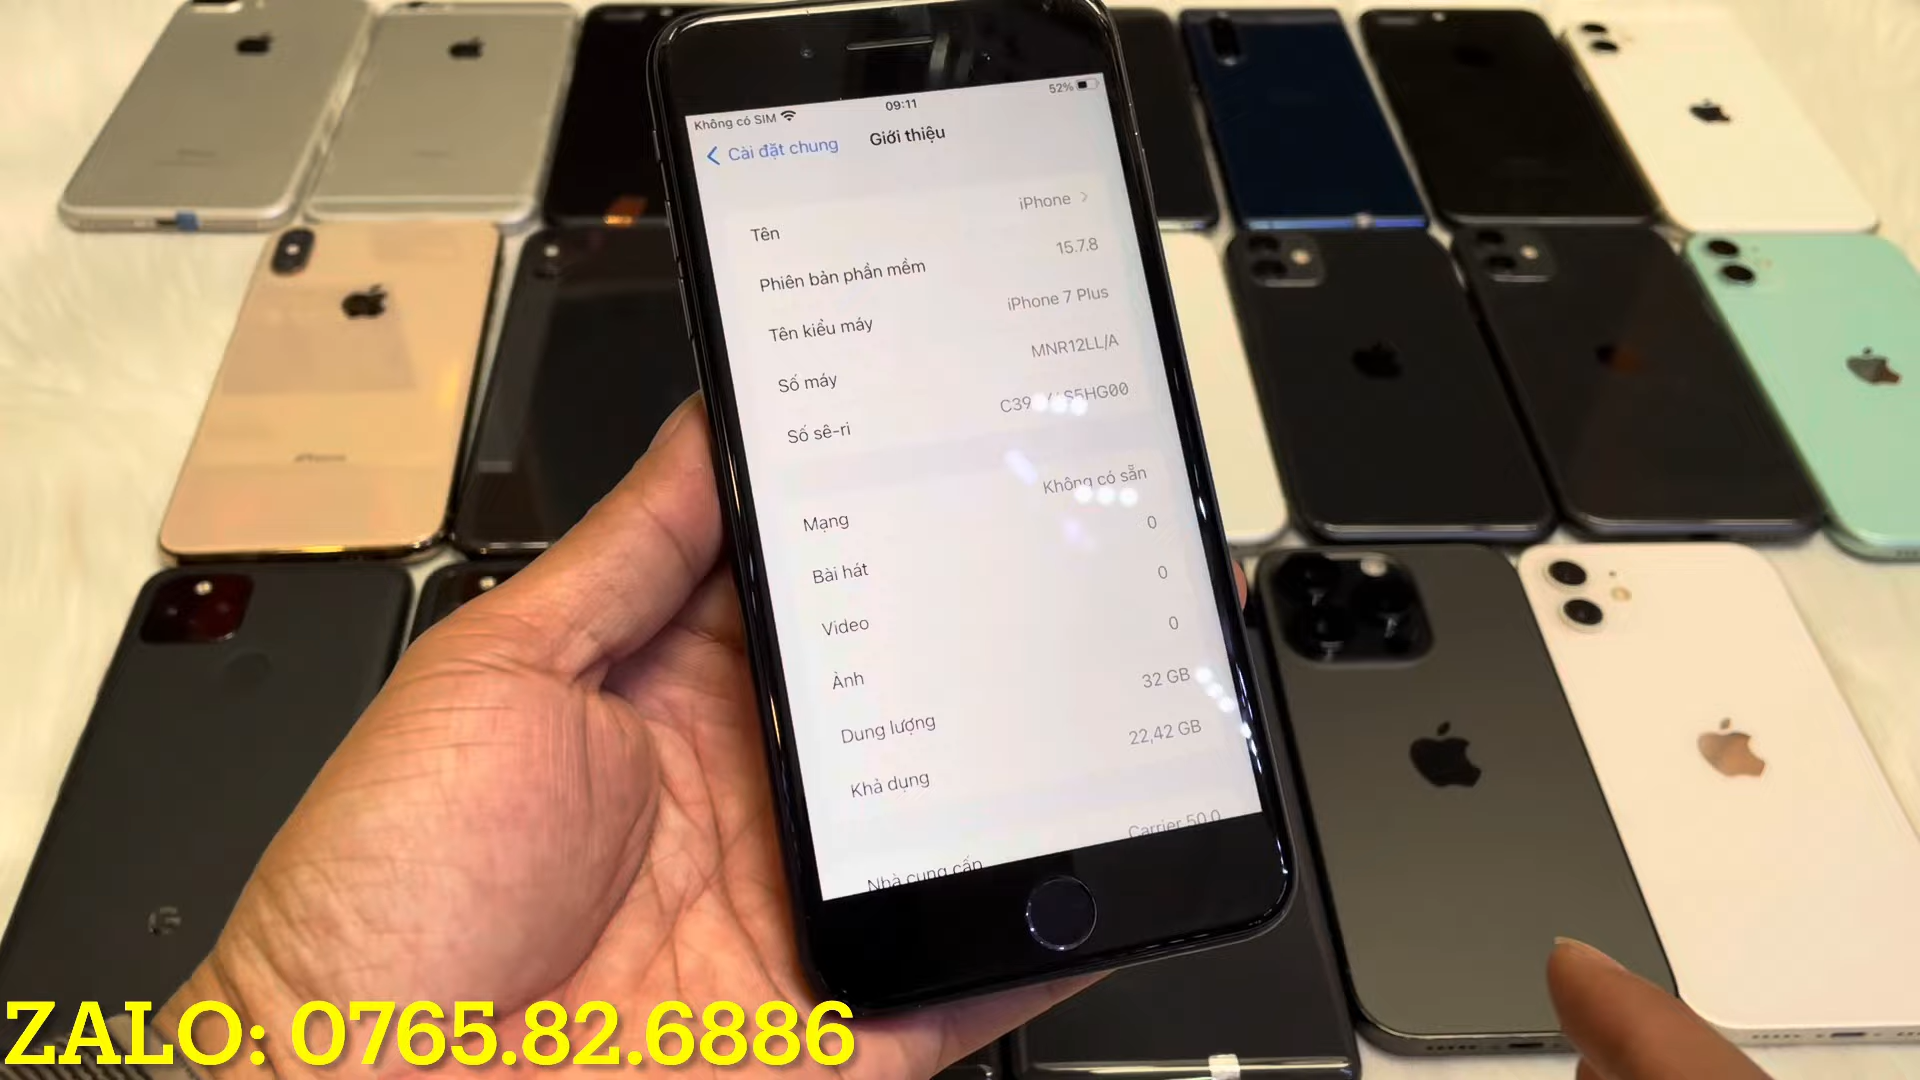 Không có SIM
09:11
52%
Cài đặt chung
Giới thiệu
Tên
iPhone
Phiên bản phần mềm
15.7.8
Tên kiểu máy
iPhone 7 Plus
Số máy
MNR12LL/A
Số sê-ri
Mạng
Không có sẵn
Bài hát
0
Video
0
Ảnh
0
Dung lượng
32 GB
Khả dụng
22,42 GB
Nhà cung cấp
Carrier 50.0
ZALO: 0765.82.6886